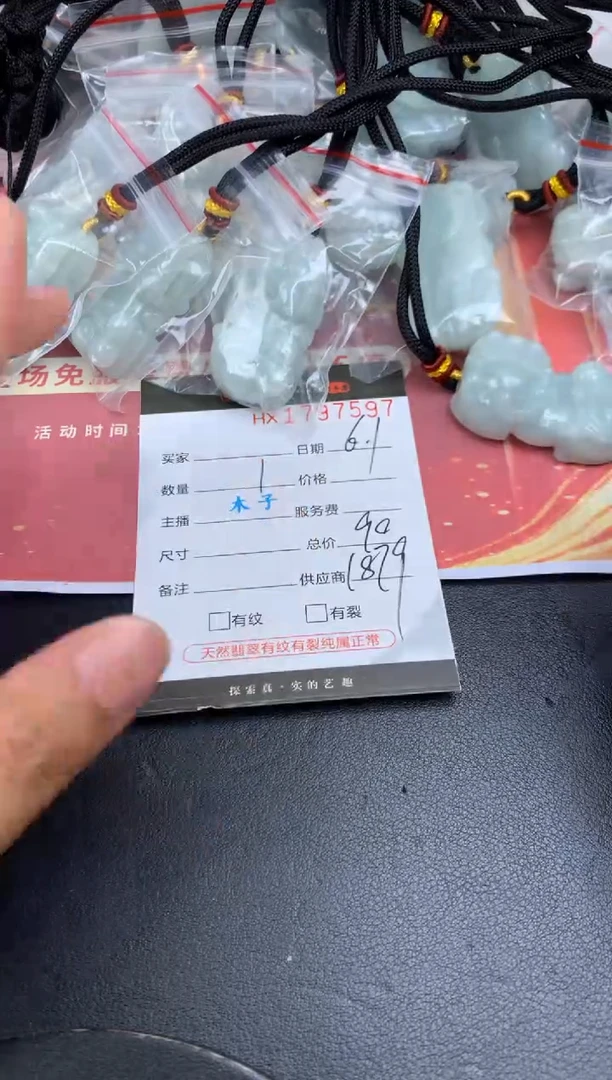 场免
活动时间:
HX1797597
买家 日期 6.1
数量 1 价格
主播 木子 服务费
尺寸 总价 90
备注 供应商 1879
□有纹 □有裂
天然翡翠有纹有裂纯属正常
探索真·实的艺趣